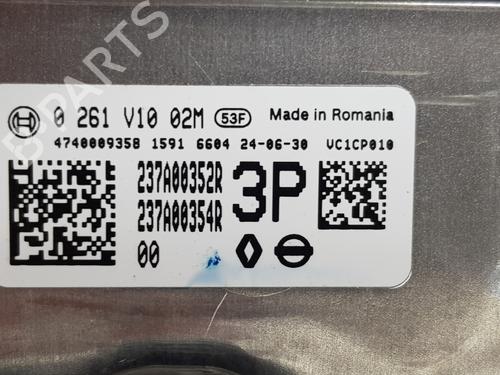 B-PARTS
0 261 V10 02M 53F Made in Romania
4740009358 1591 6604 24-06-30 VC1CP010
237A00352R
237A00354R
3P
00